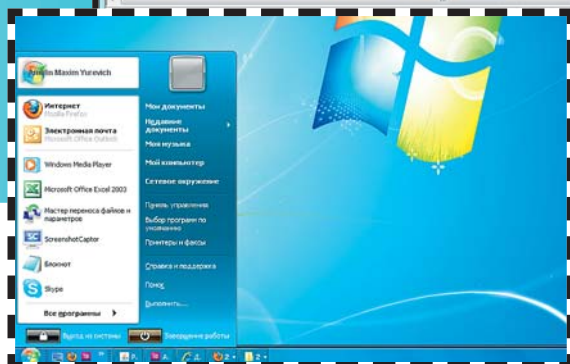 Maxim Yurevich
Интернет
Mozilla Firefox
Электронная почта
Microsoft Office Outlook
Windows Media Player
Microsoft Office Excel 2003
Мастер переноса файлов и
параметров
ScreenshotCaptor
Блокнот
Skype
Все программы
Мои документы
Недавние
документы
Моя музыка
Мой компьютер
Сетевое окружение
Панель управления
Выбор программ по
умолчанию
Принтеры и факсы
Справка и поддержка
Поиск
Выполнить...
Выход из системы
Завершение работы